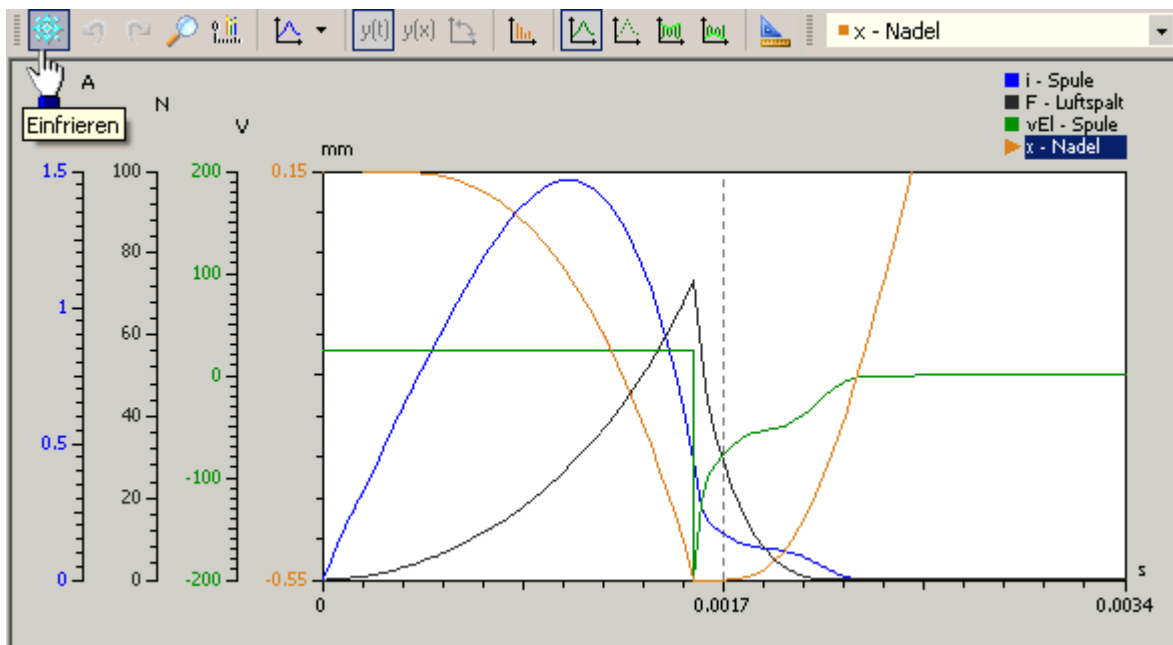 y(t) y(x) x - Nadel
A
N
V
Einfrieren
i - Spule
F - Luftspalt
vEl - Spule
x - Nadel
mm
1.5 100 200 0.15
80
100
1
60
0
40
0.5
-100
20
0 0 -200 -0.55
s
0 0.0017 0.0034